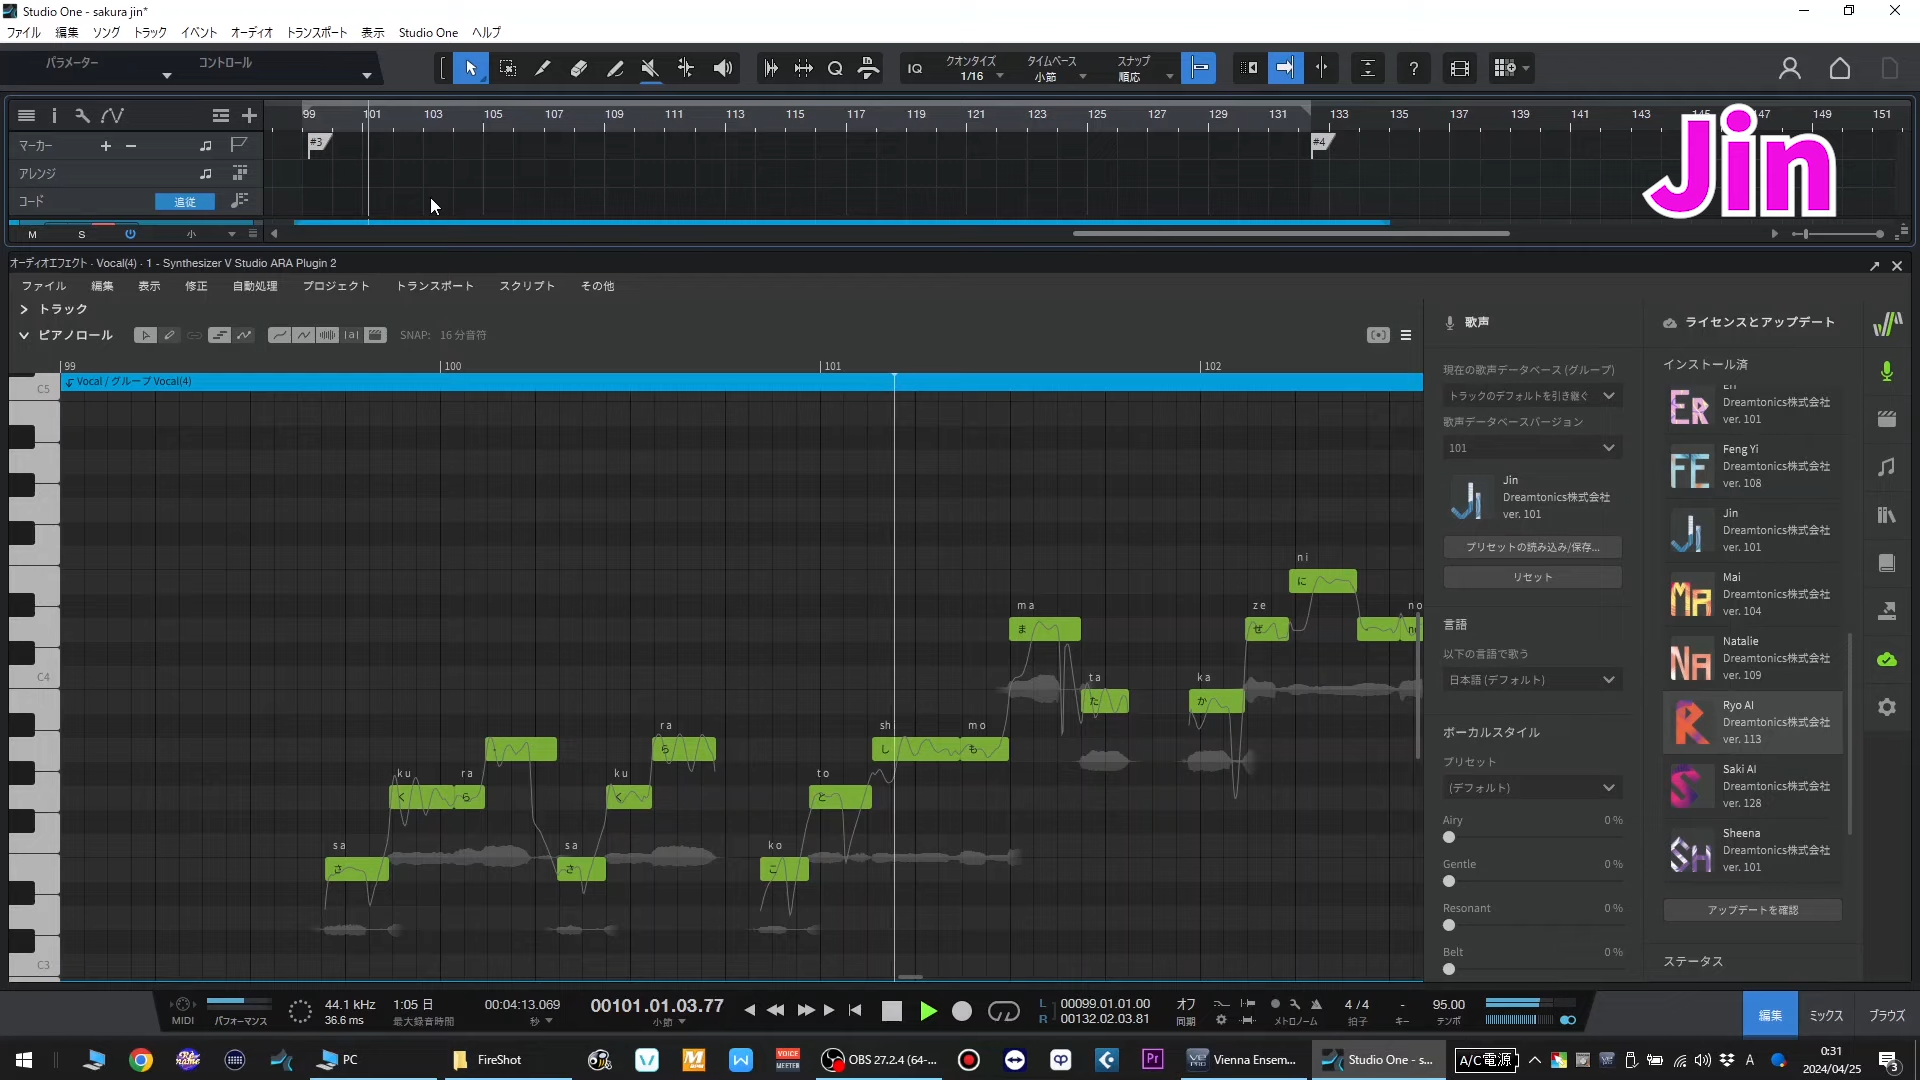 Studio One - sakura jin*
ファイル 編集 ソング トラック イベント オーディオ トランスポート 表示 Studio One ヘルプ
パラメーター コントロール
IQ クオンタイズ 1/16 タイムベース 小節 スナップ 順応
99 101 103 105 107 109 111 113 115 117 119 121 123 125 127 129 131 133 135 137 139 141 143 145 147 149 151
マーカー
#3 #4
アレンジ
コード 追従
Jin
M S 小
オーディオエフェクト - Vocal(4) - 1 - Synthesizer V Studio ARA Plugin 2
ファイル 編集 表示 修正 自動処理 プロジェクト トランスポート スクリプト その他
トラック
ピアノロール SNAP: 16 分音符
99 100 101 102
Vocal / グループ Vocal(4)
C5
C4
C3
ni
に
ma ze no
ま ぜ
ta ka
た か
ra sh mo
- ら し も
ku ra ku to
く ら く と
sa sa ko
さ さ こ
歌声
現在の歌声データベース (グループ)
トラックのデフォルトを引き継ぐ
歌声データベースバージョン
101
Jin
Dreamtonics株式会社
ver. 101
プリセットの読み込み/保存...
リセット
言語
以下の言語で歌う
日本語 (デフォルト)
ボーカルスタイル
プリセット
(デフォルト)
Airy 0 %
Gentle 0 %
Resonant 0 %
Belt 0 %
ライセンスとアップデート
インストール済
ER
Dreamtonics株式会社
ver. 101
FE
Feng Yi
Dreamtonics株式会社
ver. 108
Ji
Jin
Dreamtonics株式会社
ver. 101
MA
Mai
Dreamtonics株式会社
ver. 104
NA
Natalie
Dreamtonics株式会社
ver. 109
R
Ryo AI
Dreamtonics株式会社
ver. 113
S
Saki AI
Dreamtonics株式会社
ver. 128
SH
Sheena
Dreamtonics株式会社
ver. 101
アップデートを確認
ステータス
MIDI パフォーマンス
44.1 kHz
36.6 ms
1:05 日
最大録音時間
00:04:13.069
秒
00101.01.03.77
小節
L 00099.01.01.00
R 00132.02.03.81
オフ
同期
メトロノーム
4 / 4
拍子
-
キー
95.00
テンポ
編集 ミックス ブラウズ
PC FireShot OBS 27.2.4 (64-... Vienna Ensem... Studio One - s... A/C電源 A
VOICE MEETER
Pr
0:31
2024/04/25
3